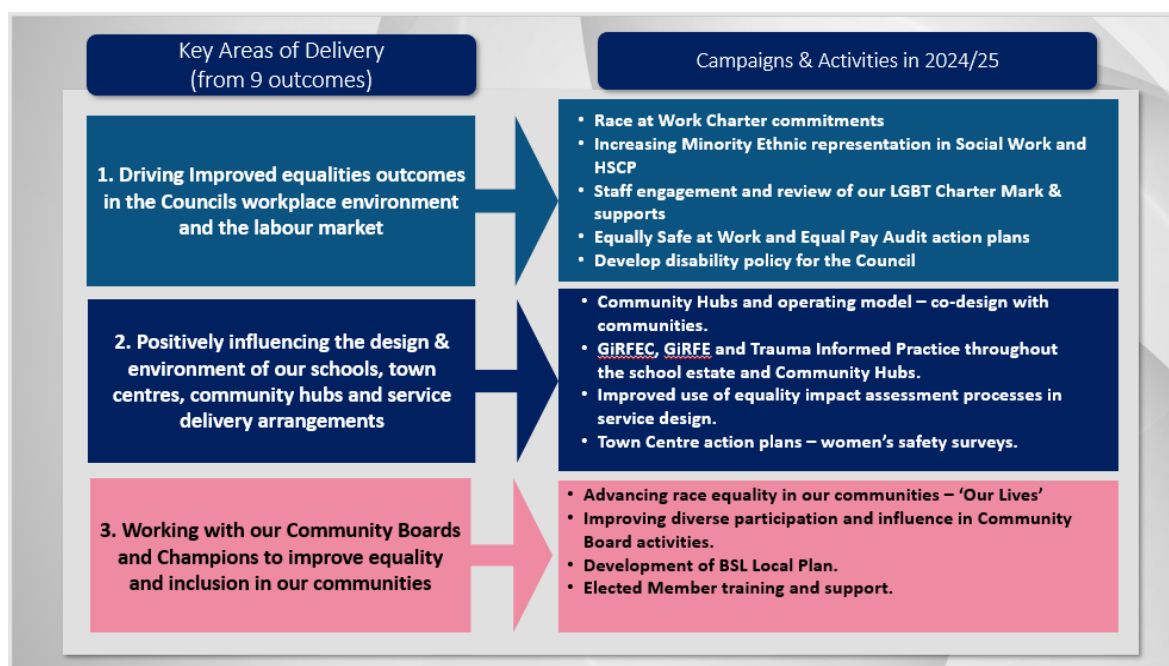 Key Areas of Delivery
(from 9 outcomes)
Campaigns & Activities in 2024/25
1. Driving Improved equalities outcomes
in the Councils workplace environment
and the labour market
• Race at Work Charter commitments
• Increasing Minority Ethnic representation in Social Work and
HSCP
• Staff engagement and review of our LGBT Charter Mark &
supports
• Equally Safe at Work and Equal Pay Audit action plans
• Develop disability policy for the Council
2. Positively influencing the design &
environment of our schools, town
centres, community hubs and service
delivery arrangements
• Community Hubs and operating model – co-design with
communities.
• GiRFEC, GiRFE and Trauma Informed Practice throughout
the school estate and Community Hubs.
• Improved use of equality impact assessment processes in
service design.
• Town Centre action plans – women’s safety surveys.
3. Working with our Community Boards
and Champions to improve equality
and inclusion in our communities
• Advancing race equality in our communities – ‘Our Lives’
• Improving diverse participation and influence in Community
Board activities.
• Development of BSL Local Plan.
• Elected Member training and support.